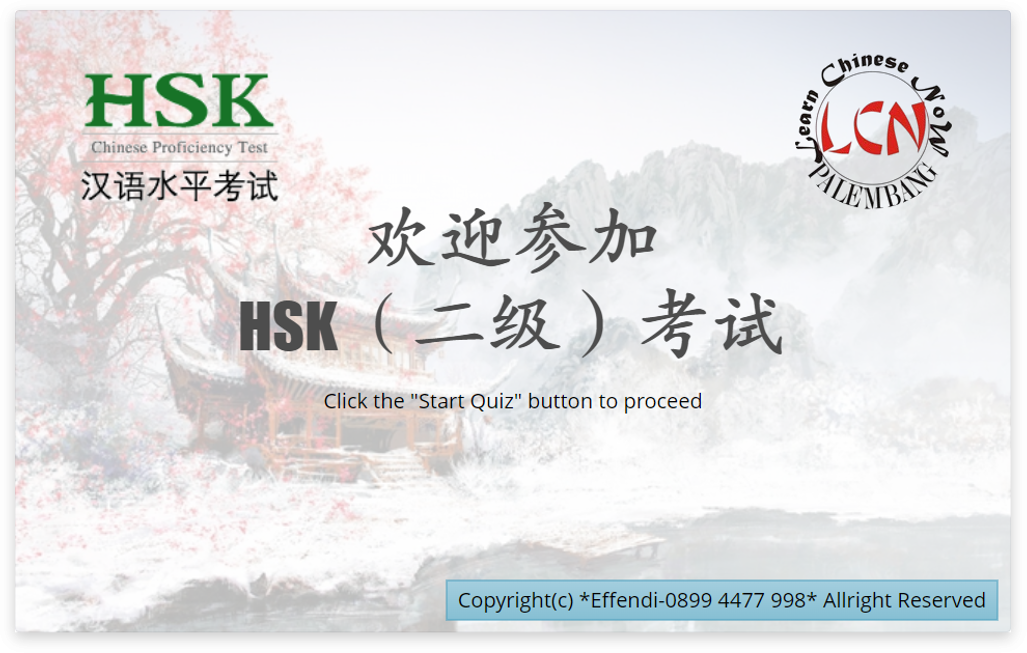 HSK
Chinese Proficiency Test
汉语水平考试
Learn Chinese NoW
LCN
PALEMBANG
欢迎参加
HSK（二级）考试
Click the "Start Quiz" button to proceed
Copyright(c) *Effendi-0899 4477 998* Allright Reserved